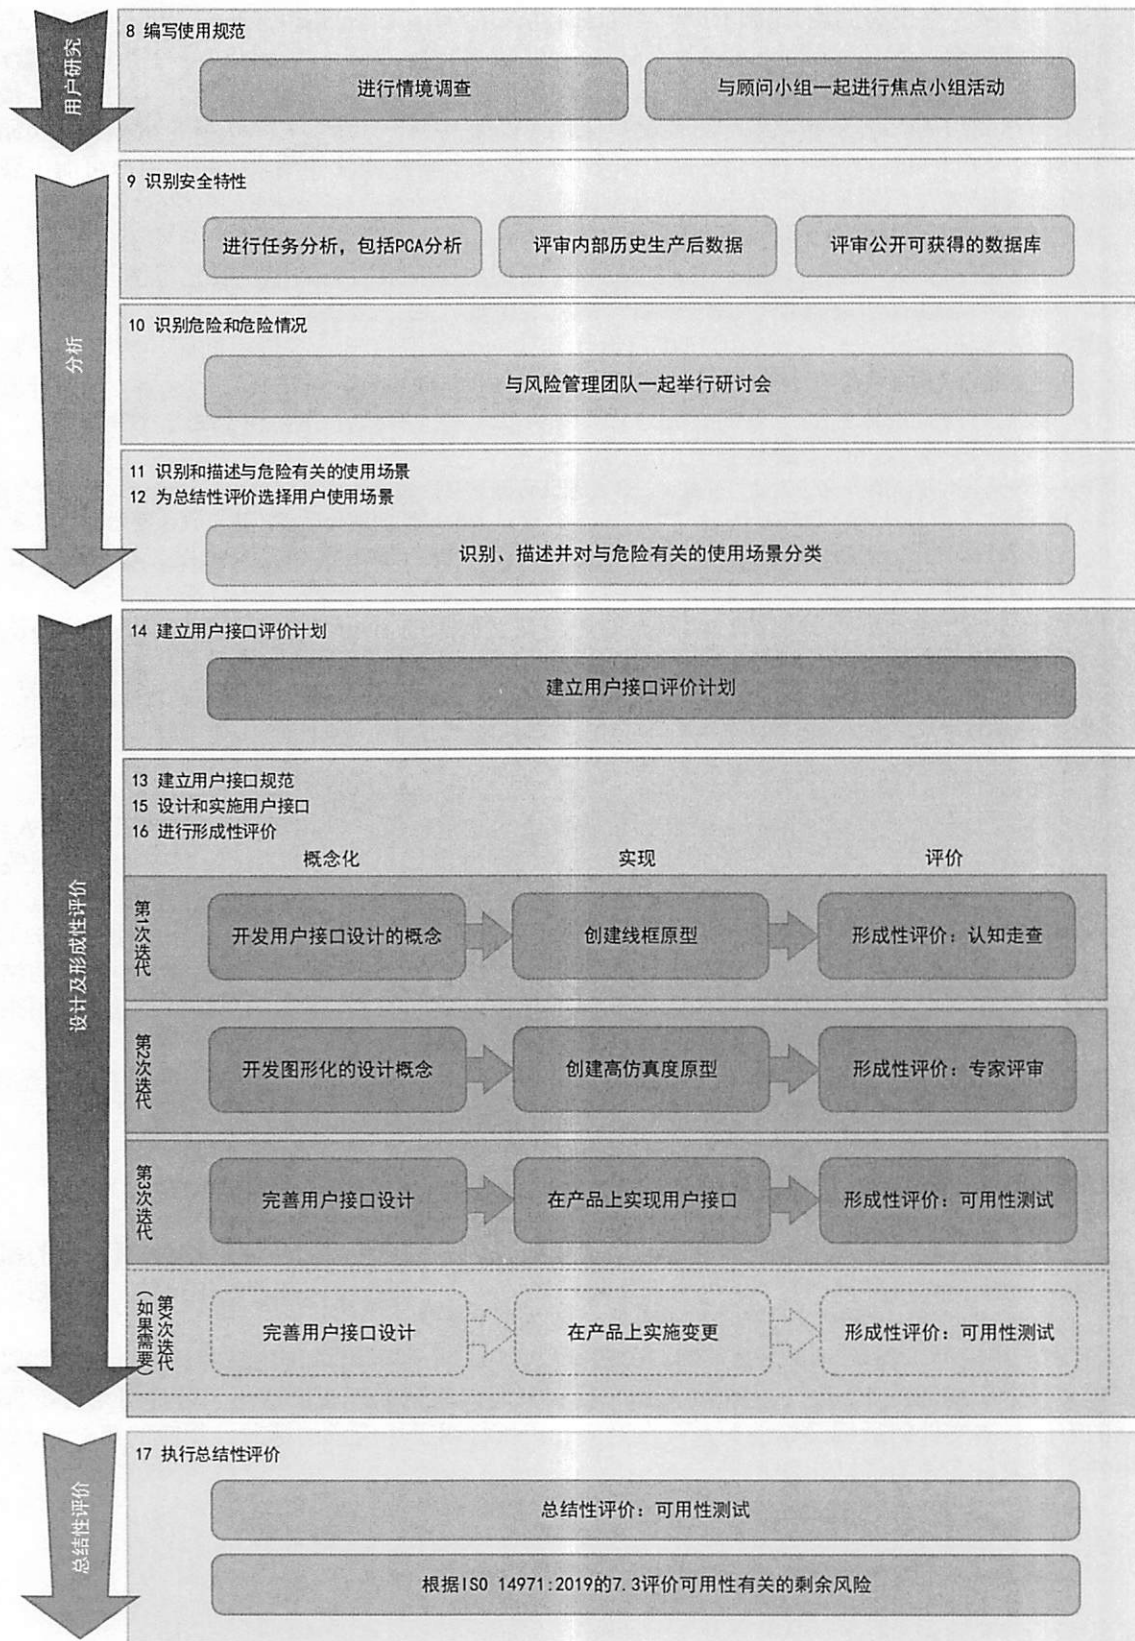 用户研究
8 编写使用规范
进行情境调查
与顾问小组一起进行焦点小组活动
分析
9 识别安全特性
进行任务分析，包括PCA分析
评审内部历史生产后数据
评审公开可获得的数据库
10 识别危险和危险情况
与风险管理团队一起举行研讨会
11 识别和描述与危险有关的使用场景
12 为总结性评价选择用户使用场景
识别、描述并对与危险有关的使用场景分类
设计及形成性评价
14 建立用户接口评价计划
建立用户接口评价计划
13 建立用户接口规范
15 设计和实施用户接口
16 进行形成性评价
概念化
实现
评价
第1次迭代
开发用户接口设计的概念
创建线框原型
形成性评价：认知走查
第2次迭代
开发图形化的设计概念
创建高仿真度原型
形成性评价：专家评审
第3次迭代
完善用户接口设计
在产品上实现用户接口
形成性评价：可用性测试
第X次迭代
（如果需要）
完善用户接口设计
在产品上实施变更
形成性评价：可用性测试
总结性评价
17 执行总结性评价
总结性评价：可用性测试
根据ISO 14971:2019的7.3评价可用性有关的剩余风险